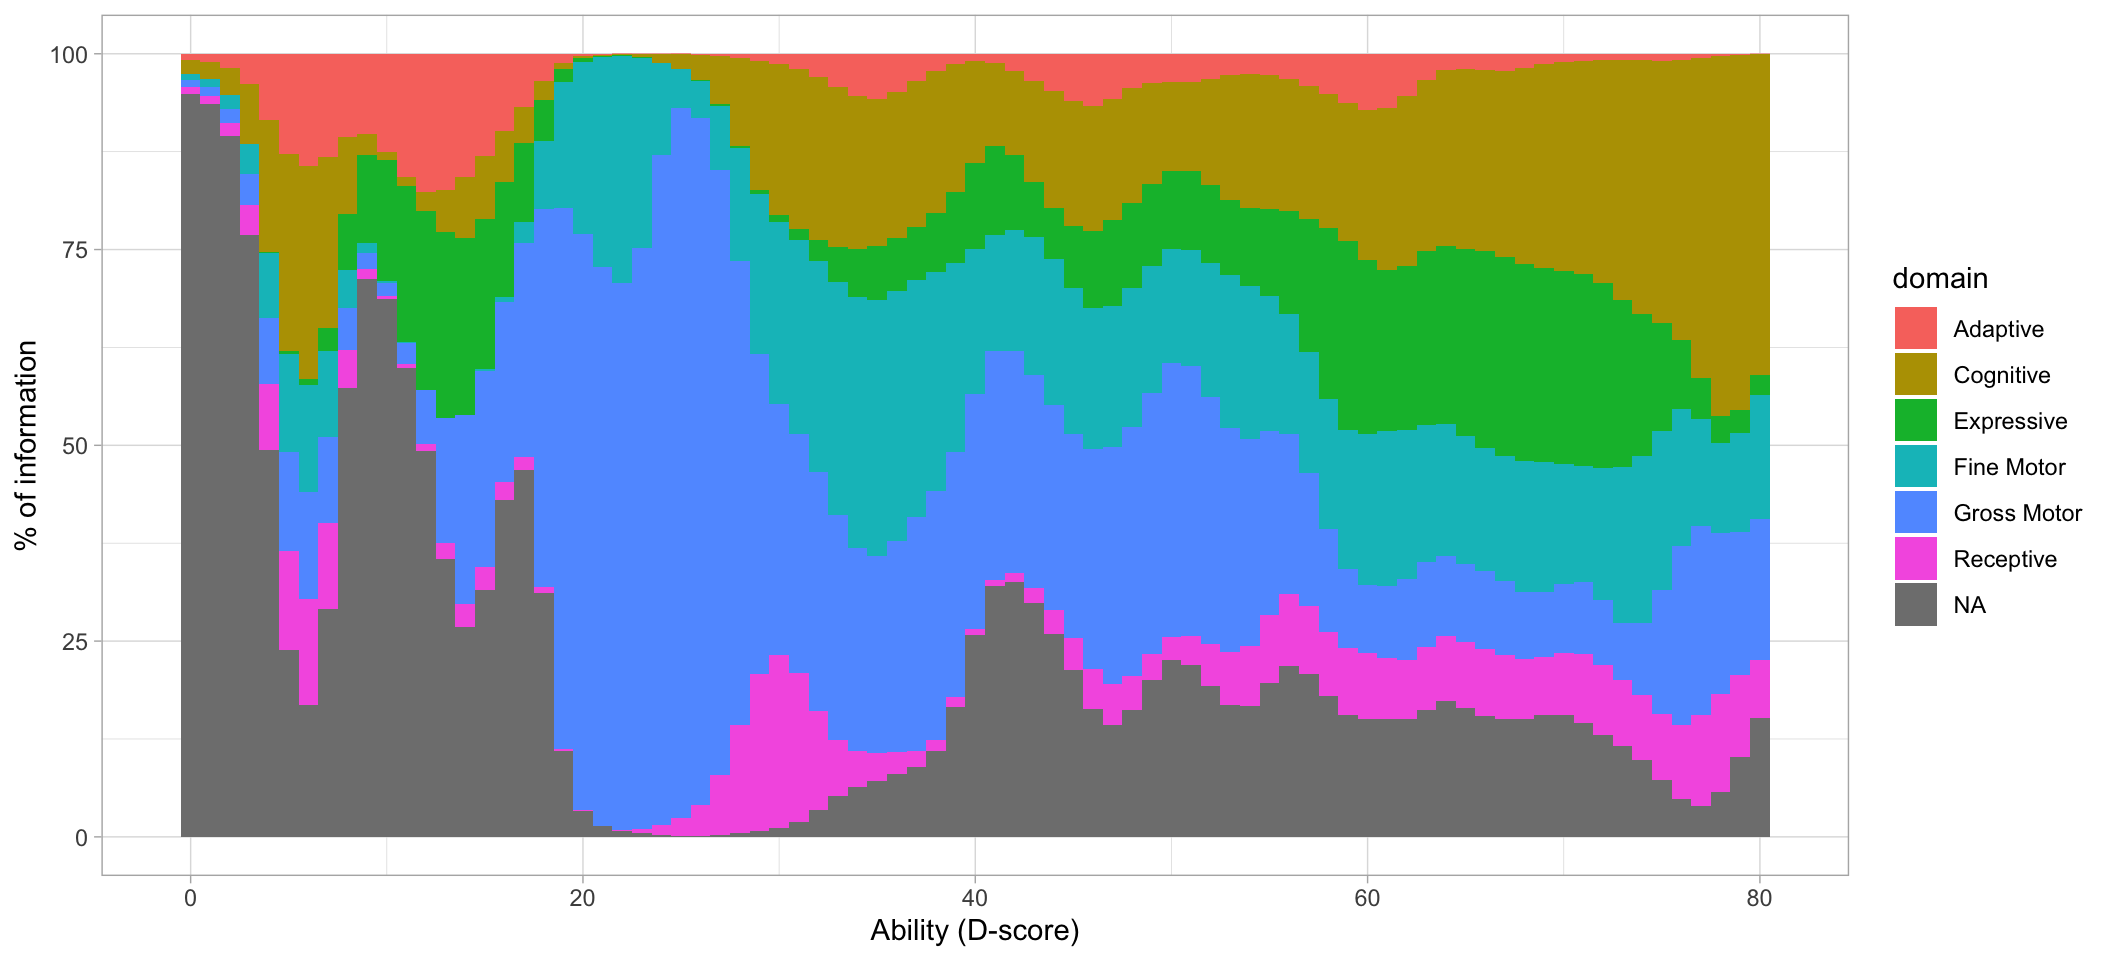 % of information
100
75
50
25
0
0 20 40 60 80
Ability (D-score)
domain
Adaptive
Cognitive
Expressive
Fine Motor
Gross Motor
Receptive
NA